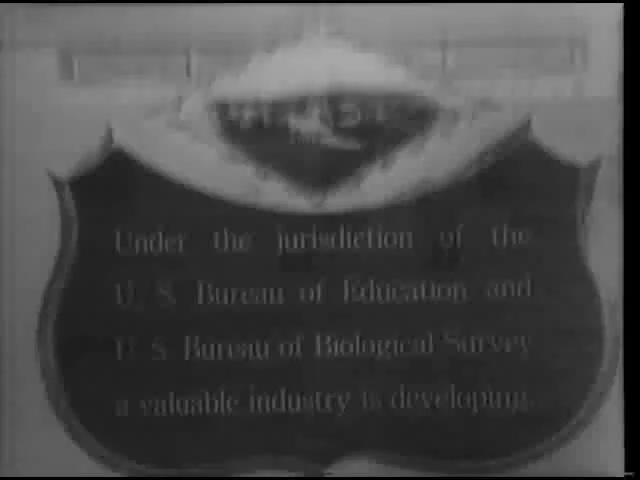 Under the jurisdiction of the
U. S. Bureau of Education and
U. S. Bureau of Biological Survey
a valuable industry is developing.